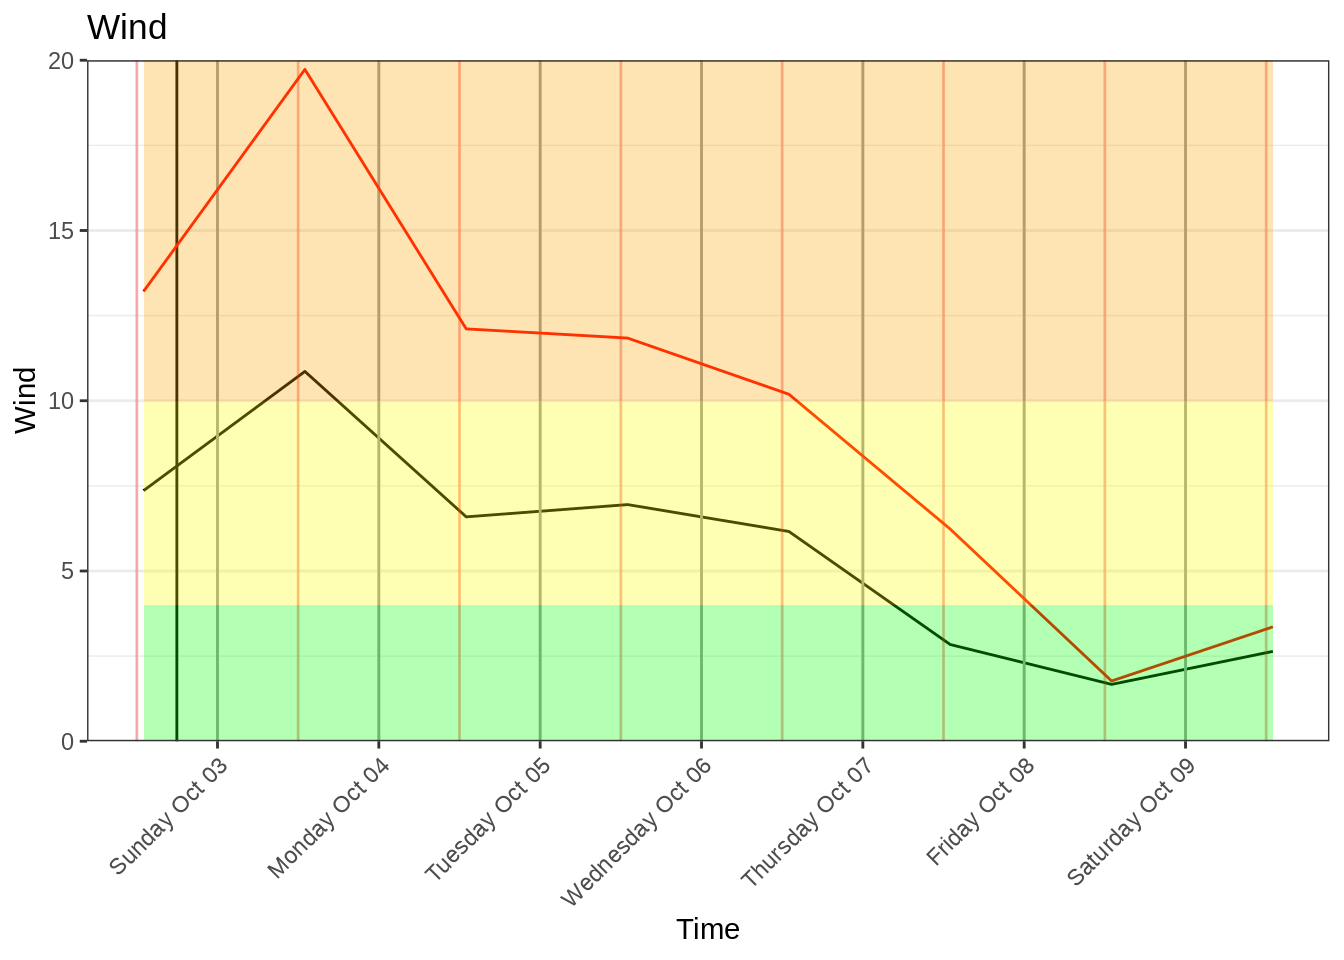 Wind
20
15
10
5
0
Wind
Sunday Oct 03
Monday Oct 04
Tuesday Oct 05
Wednesday Oct 06
Thursday Oct 07
Friday Oct 08
Saturday Oct 09
Time